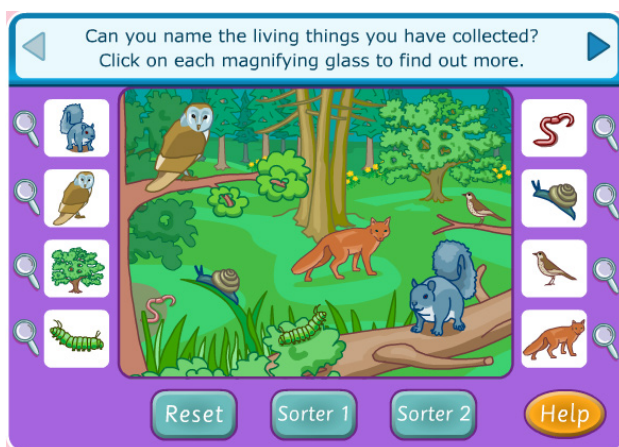 Can you name the living things you have collected?
Click on each magnifying glass to find out more.
Reset
Sorter 1
Sorter 2
Help